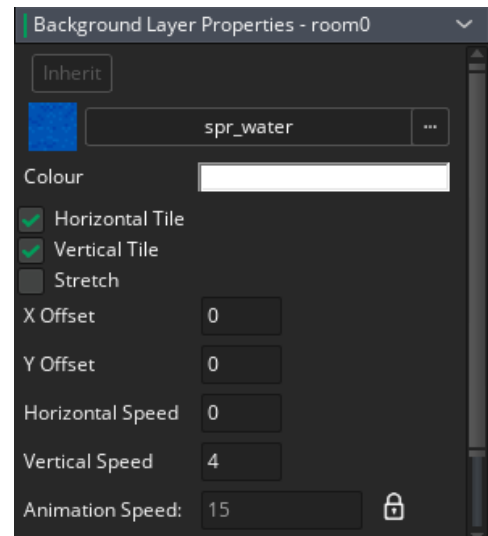 Background Layer Properties - room0
Inherit
spr_water ...
Colour
Horizontal Tile
Vertical Tile
Stretch
X Offset 0
Y Offset 0
Horizontal Speed 0
Vertical Speed 4
Animation Speed: 15